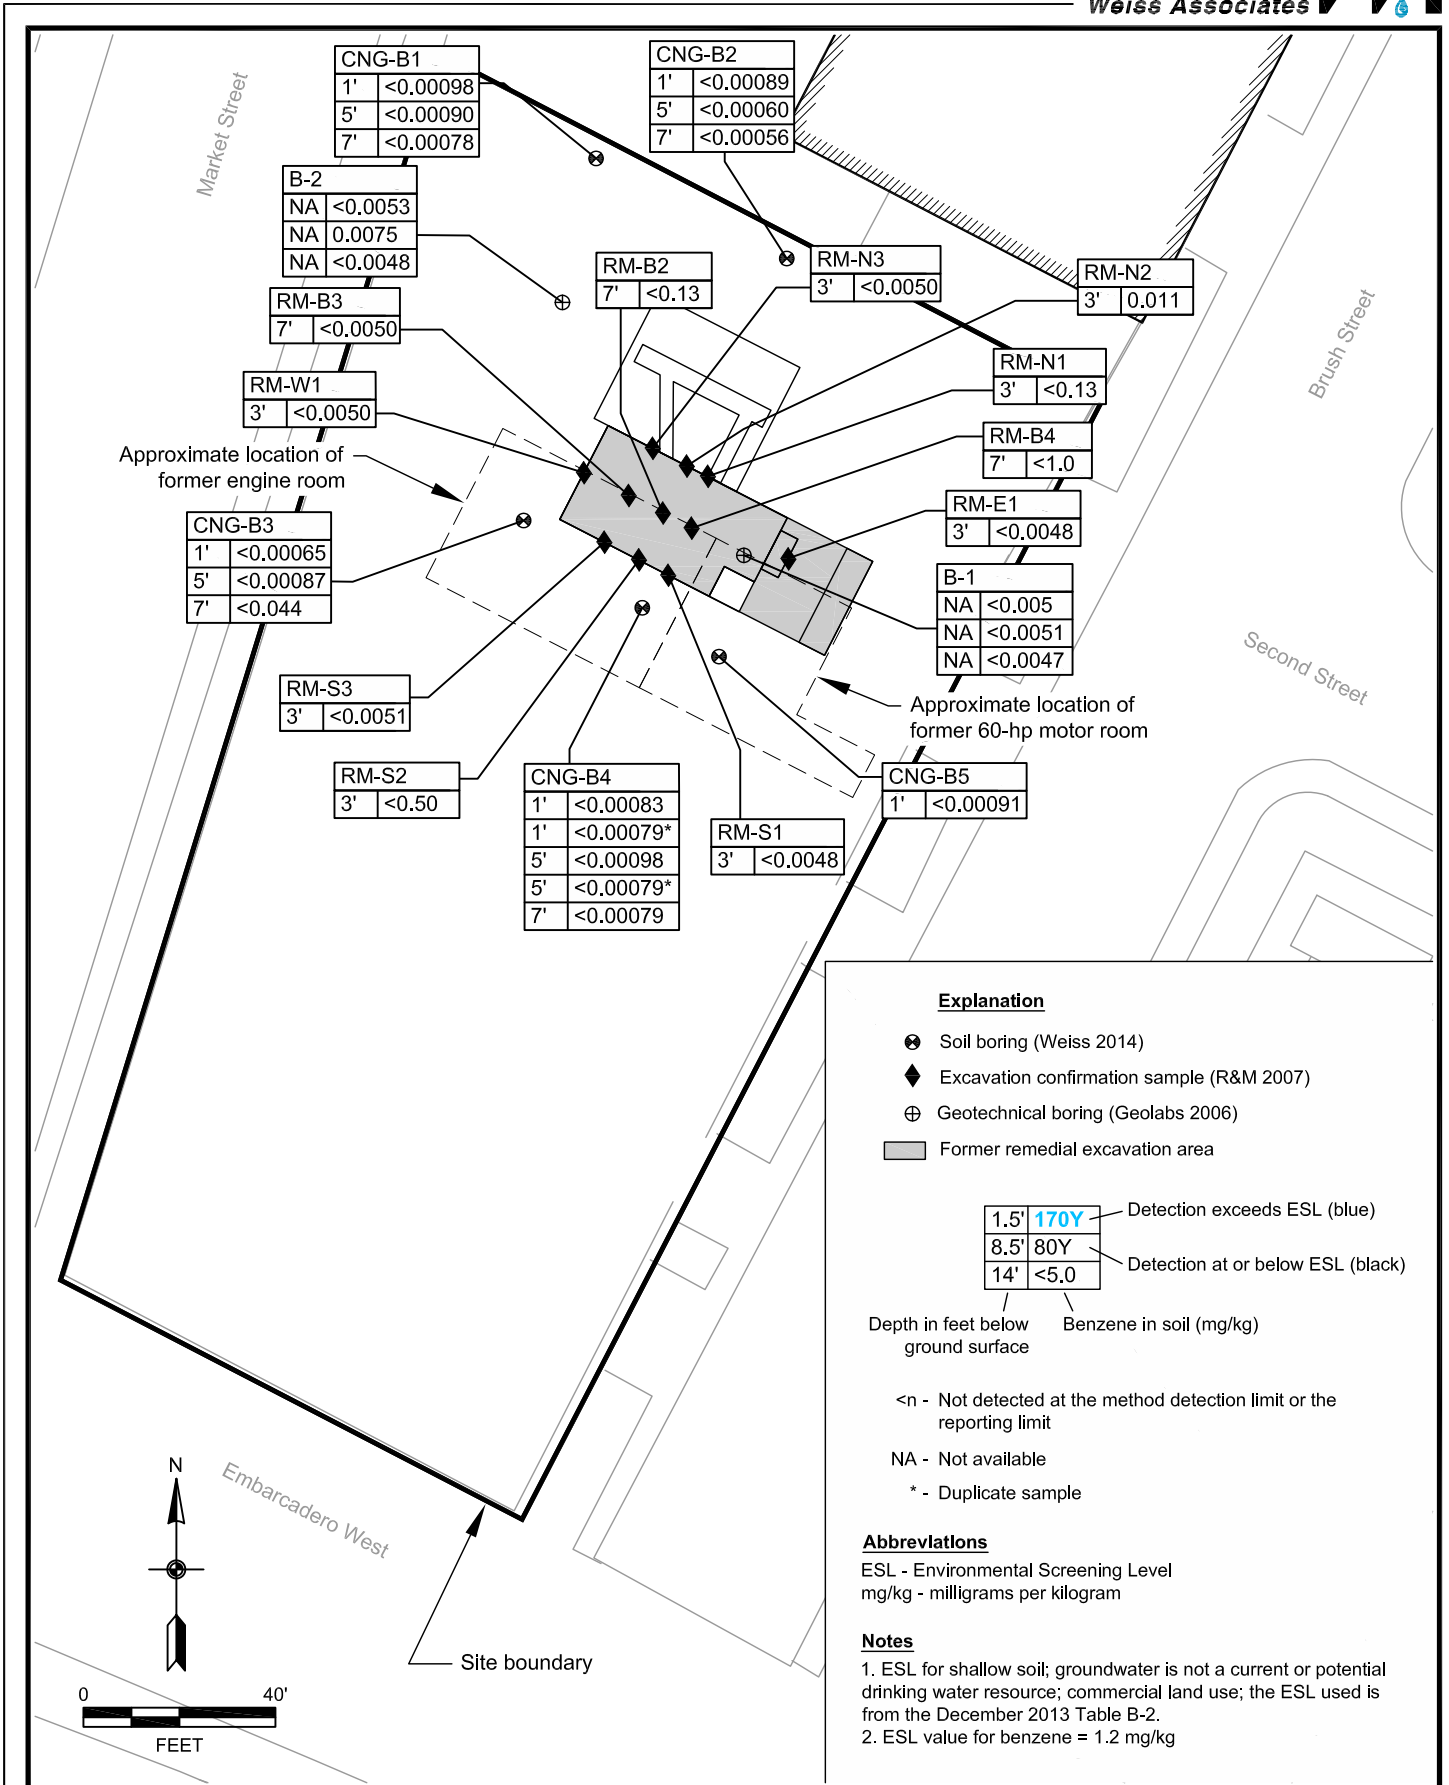 Weiss Associates
Market Street
CNG-B1
1' <0.00098
5' <0.00090
7' <0.00078
CNG-B2
1' <0.00089
5' <0.00060
7' <0.00056
B-2
NA <0.0053
NA 0.0075
NA <0.0048
RM-B2
7' <0.13
RM-N3
3' <0.0050
RM-N2
3' 0.011
RM-B3
7' <0.0050
Brush Street
RM-N1
3' <0.13
RM-W1
3' <0.0050
RM-B4
7' <1.0
Approximate location of
former engine room
RM-E1
3' <0.0048
CNG-B3
1' <0.00065
5' <0.00087
7' <0.044
B-1
NA <0.005
NA <0.0051
NA <0.0047
Second Street
RM-S3
3' <0.0051
Approximate location of
former 60-hp motor room
RM-S2
3' <0.50
CNG-B4
1' <0.00083
1' <0.00079*
5' <0.00098
5' <0.00079*
7' <0.00079
RM-S1
3' <0.0048
CNG-B5
1' <0.00091
Explanation
Soil boring (Weiss 2014)
Excavation confirmation sample (R&M 2007)
Geotechnical boring (Geolabs 2006)
Former remedial excavation area
1.5' 170Y Detection exceeds ESL (blue)
8.5' 80Y
14' <5.0
Detection at or below ESL (black)
Depth in feet below
ground surface
Benzene in soil (mg/kg)
<n - Not detected at the method detection limit or the
reporting limit
NA - Not available
* - Duplicate sample
Abbreviations
ESL - Environmental Screening Level
mg/kg - milligrams per kilogram
Notes
1. ESL for shallow soil; groundwater is not a current or potential
drinking water resource; commercial land use; the ESL used is
from the December 2013 Table B-2.
2. ESL value for benzene = 1.2 mg/kg
N
Embarcadero West
Site boundary
0 40'
FEET